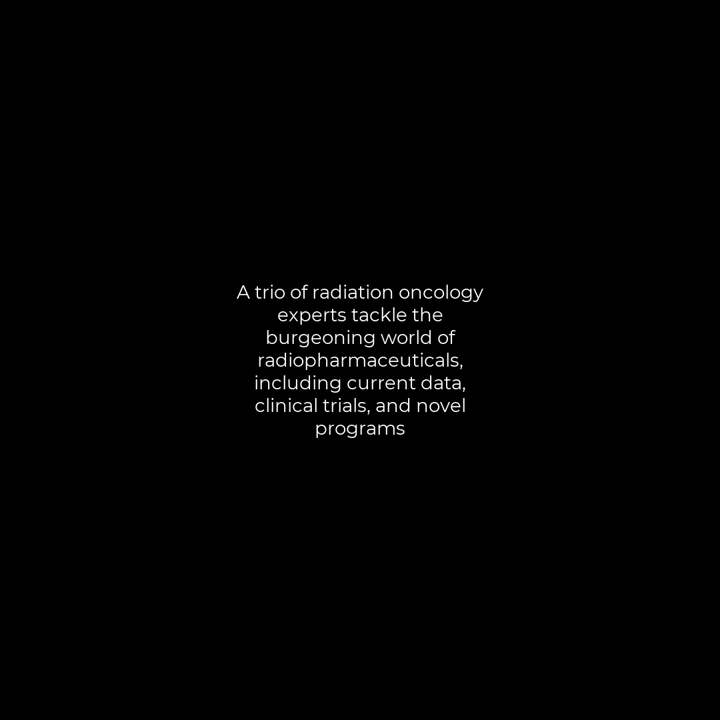 A trio of radiation oncology
experts tackle the
burgeoning world of
radiopharmaceuticals,
including current data,
clinical trials, and novel
programs